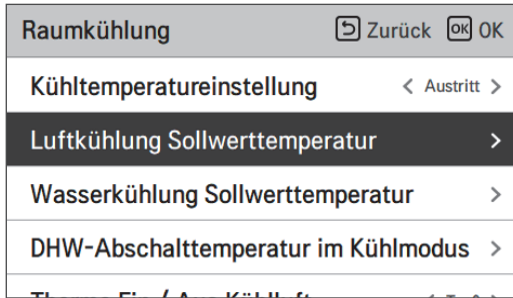 Raumkühlung Zurück OK OK
Kühltemperatureinstellung < Austritt >
Luftkühlung Sollwerttemperatur >
Wasserkühlung Sollwerttemperatur >
DHW-Abschalttemperatur im Kühlmodus >